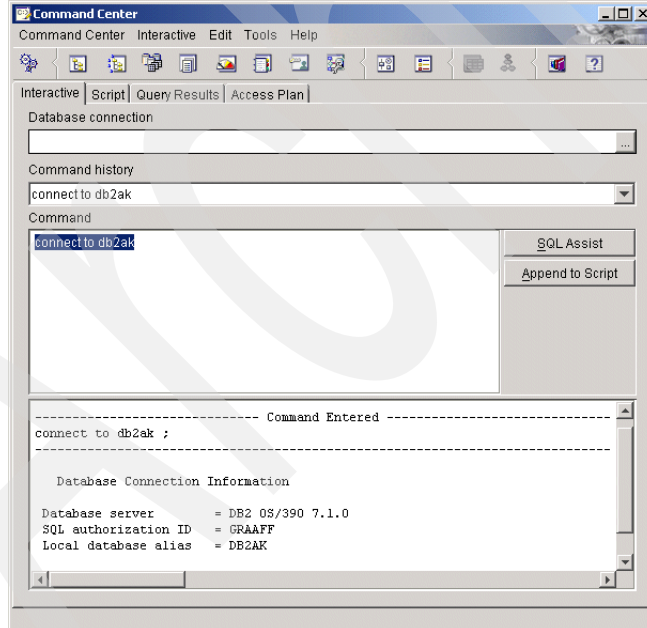 Command Center
Command Center Interactive Edit Tools Help
Interactive Script Query Results Access Plan
Database connection
...
Command history
connect to db2ak
Command
connect to db2ak
SQL Assist
Append to Script
---------------------------- Command Entered ----------------------------
connect to db2ak ;
-------------------------------------------------------------------------
Database Connection Information
Database server = DB2 OS/390 7.1.0
SQL authorization ID = GRAAFF
Local database alias = DB2AK